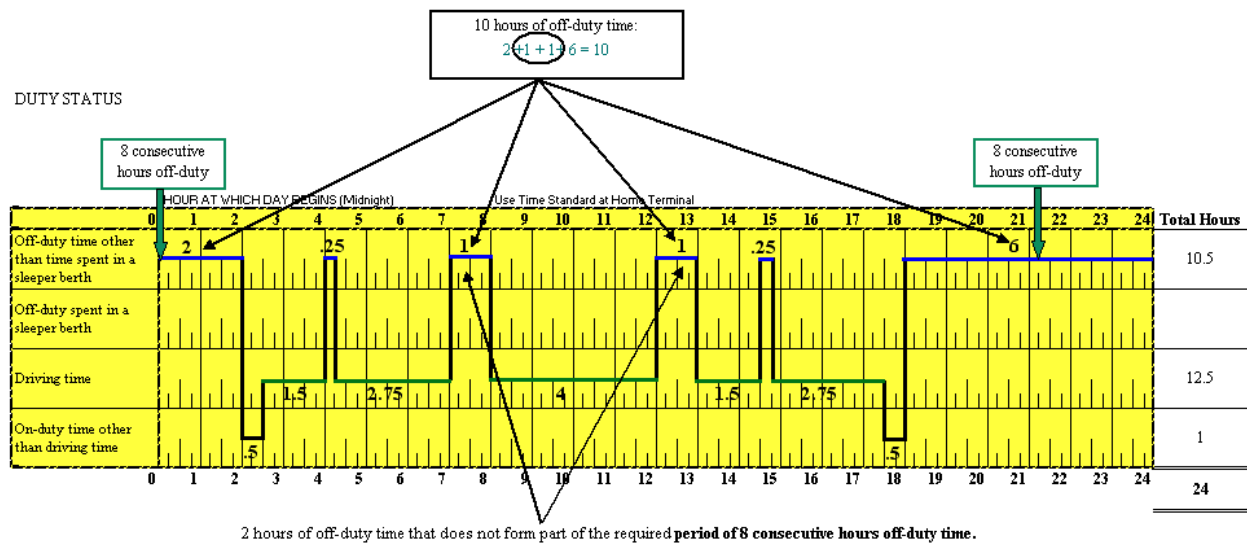 10 hours of off-duty time:
2+1 + 1+ 6 = 10
DUTY STATUS
8 consecutive
hours off-duty
8 consecutive
hours off-duty
HOUR AT WHICH DAY BEGINS (Midnight)
Use Time Standard at Home Terminal
0 1 2 3 4 5 6 7 8 9 10 11 12 13 14 15 16 17 18 19 20 21 22 23 24 Total Hours
Off-duty time other
than time spent in a
sleeper berth
2 .25 1 1 .25 6
10.5
Off-duty spent in a
sleeper berth
Driving time
1.5 2.75 4 1.5 2.75
12.5
On-duty time other
than driving time
.5 .5
1
0 1 2 3 4 5 6 7 8 9 10 11 12 13 14 15 16 17 18 19 20 21 22 23 24
24
2 hours of off-duty time that does not form part of the required period of 8 consecutive hours off-duty time.